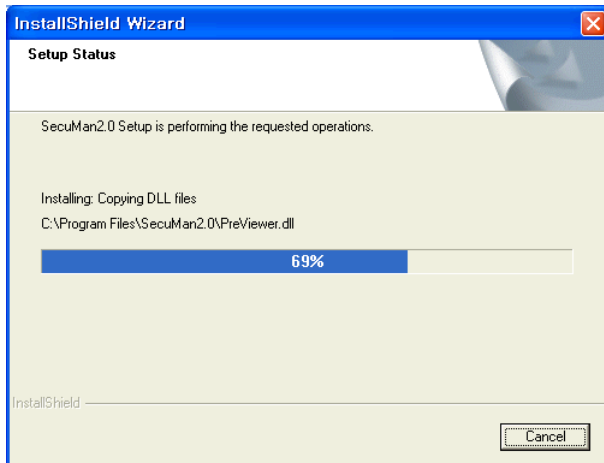 InstallShield Wizard
Setup Status
SecuMan2.0 Setup is performing the requested operations.
Installing: Copying DLL files
C:\Program Files\SecuMan2.0\PreViewer.dll
69%
InstallShield
Cancel